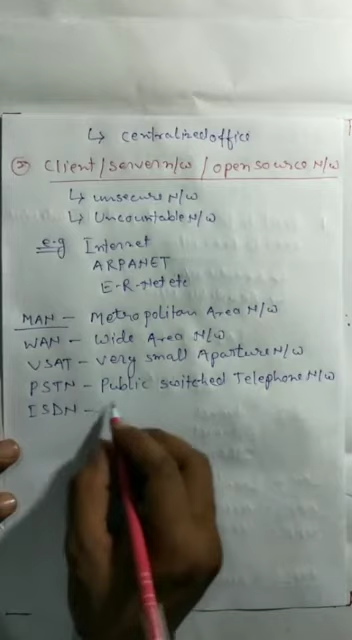 ↳ centralized office
② Client/server n/w / open source N/W
↳ unsecure N/W
↳ Uncountable N/W
e.g Internet
ARPANET
E-R-Net etc
MAN - Metropolitan Area N/W
WAN - Wide Area N/W
VSAT - Very small Aparture N/W
PSTN - Public switched Telephone N/W
ISDN -